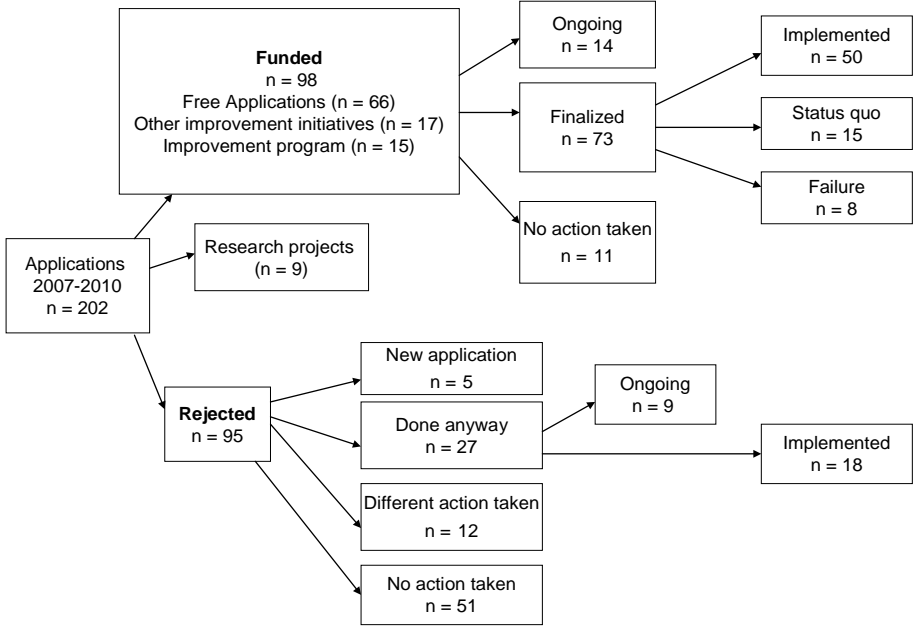 Applications
2007-2010
n = 202
Funded
n = 98
Free Applications (n = 66)
Other improvement initiatives (n = 17)
Improvement program (n = 15)
Ongoing
n = 14
Finalized
n = 73
No action taken
n = 11
Implemented
n = 50
Status quo
n = 15
Failure
n = 8
Research projects
(n = 9)
Rejected
n = 95
New application
n = 5
Done anyway
n = 27
Different action taken
n = 12
No action taken
n = 51
Ongoing
n = 9
Implemented
n = 18